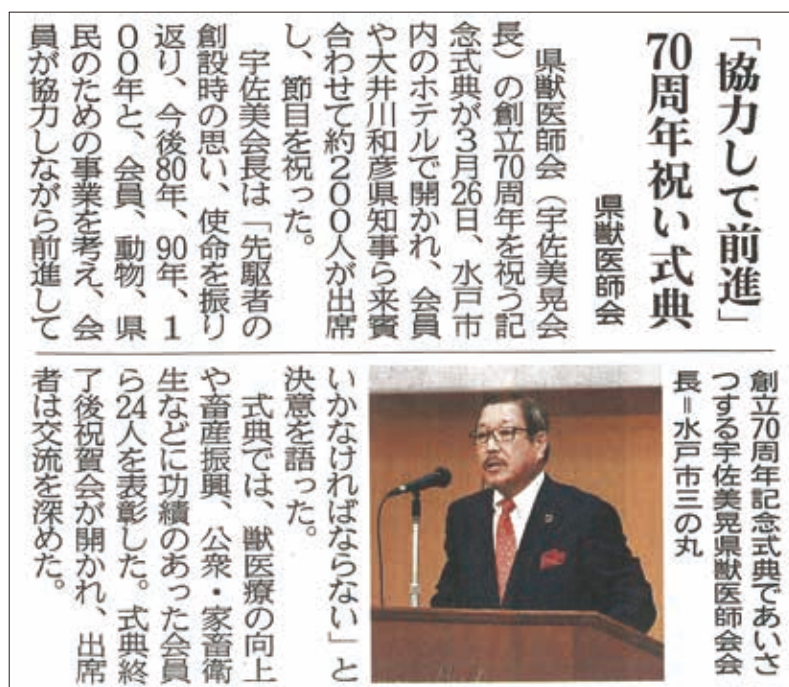 「協力して前進」
70周年祝い式典
県獣医師会
県獣医師会（宇佐美晃会
長）の創立70周年を祝う記
念式典が３月26日、水戸市
内のホテルで開かれ、会員
や大井川和彦県知事ら来賓
合わせて約２００人が出席
し、節目を祝った。
宇佐美会長は「先駆者の
創設時の思い、使命を振り
返り、今後80年、90年、１
００年と、会員、動物、県
民のための事業を考え、会
員が協力しながら前進して
創立70周年記念式典であいさ
つする宇佐美晃県獣医師会会
長＝水戸市三の丸
いかなければならない」と
決意を語った。
式典では、獣医療の向上
や畜産振興、公衆・家畜衛
生などに功績のあった会員
ら24人を表彰した。式典終
了後祝賀会が開かれ、出席
者は交流を深めた。